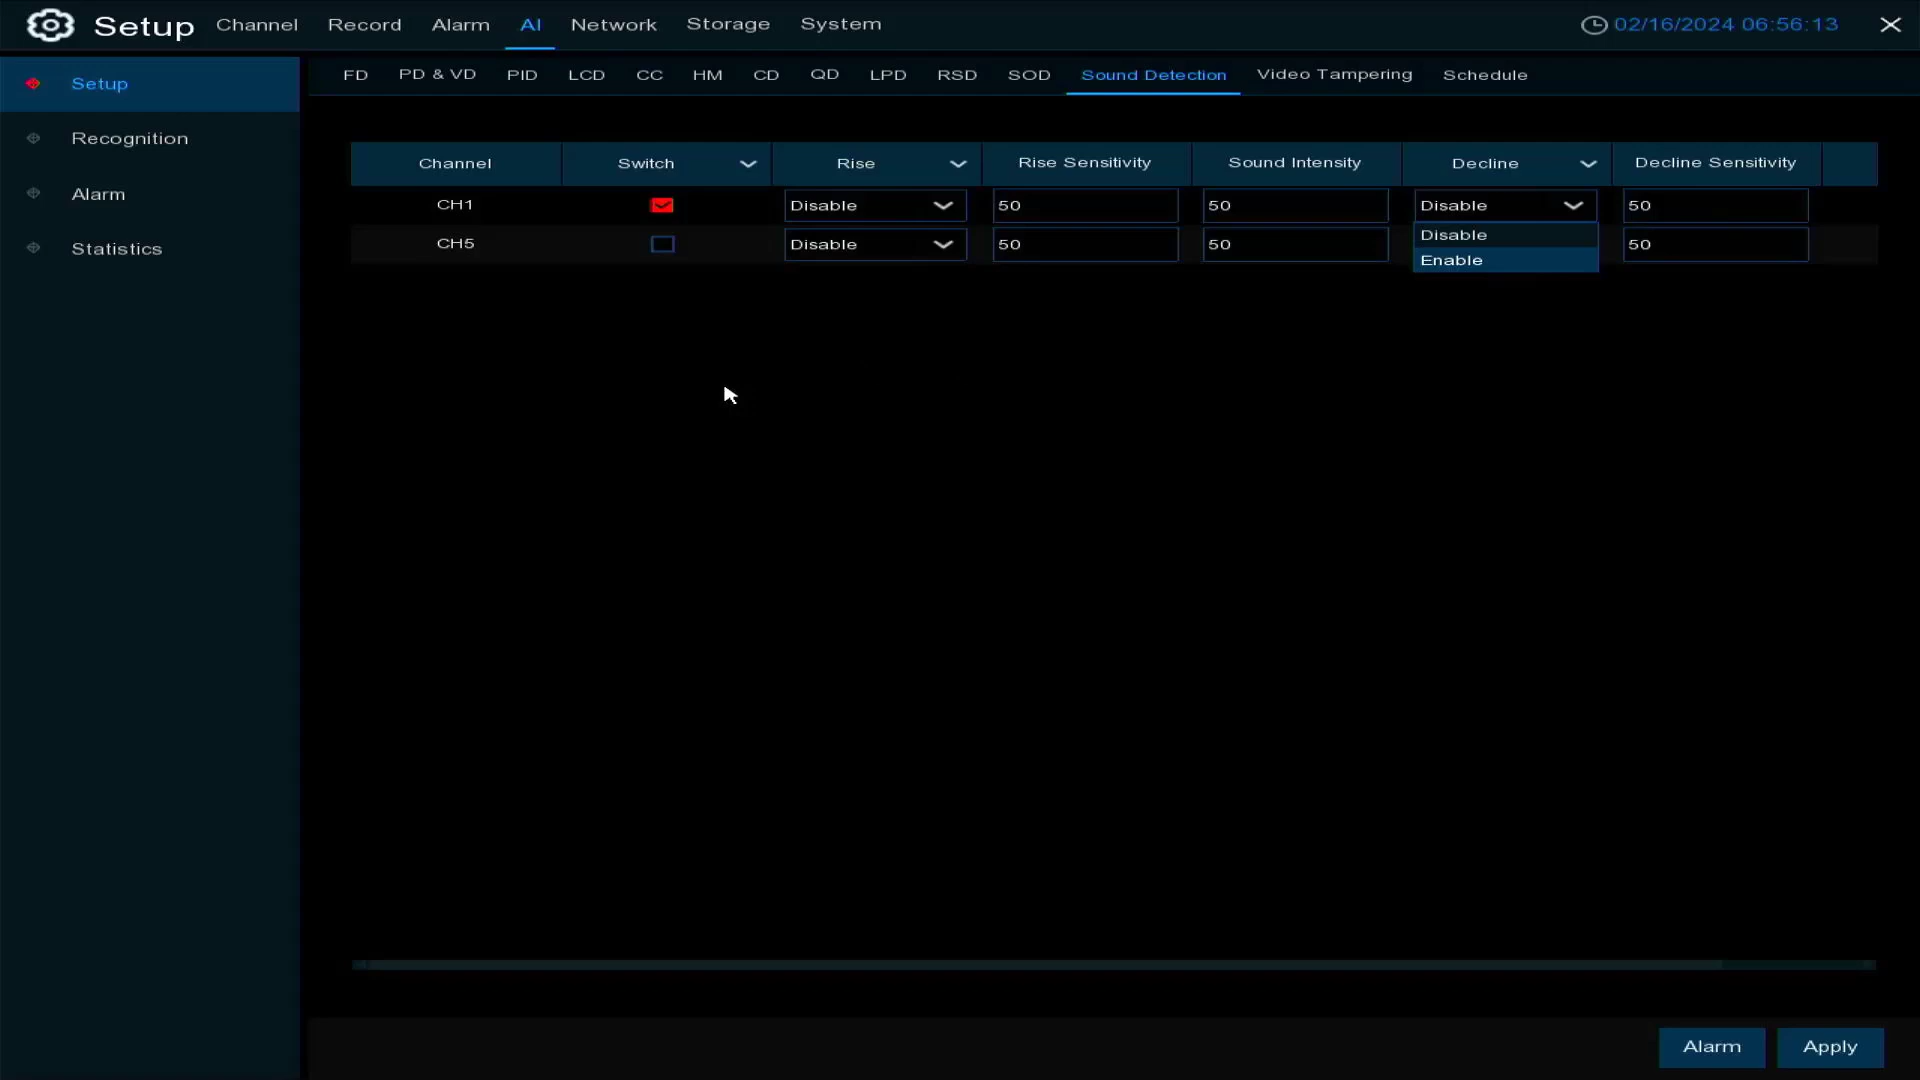 Setup Channel Record Alarm AI Network Storage System 02/16/2024 06:56:13
Setup
Recognition
Alarm
Statistics
FD PD & VD PID LCD CC HM CD QD LPD RSD SOD Sound Detection Video Tampering Schedule
Channel Switch Rise Rise Sensitivity Sound Intensity Decline Decline Sensitivity
CH1 Disable 50 50 Disable 50
CH5 Disable 50 50 50
Disable
Enable
Alarm Apply